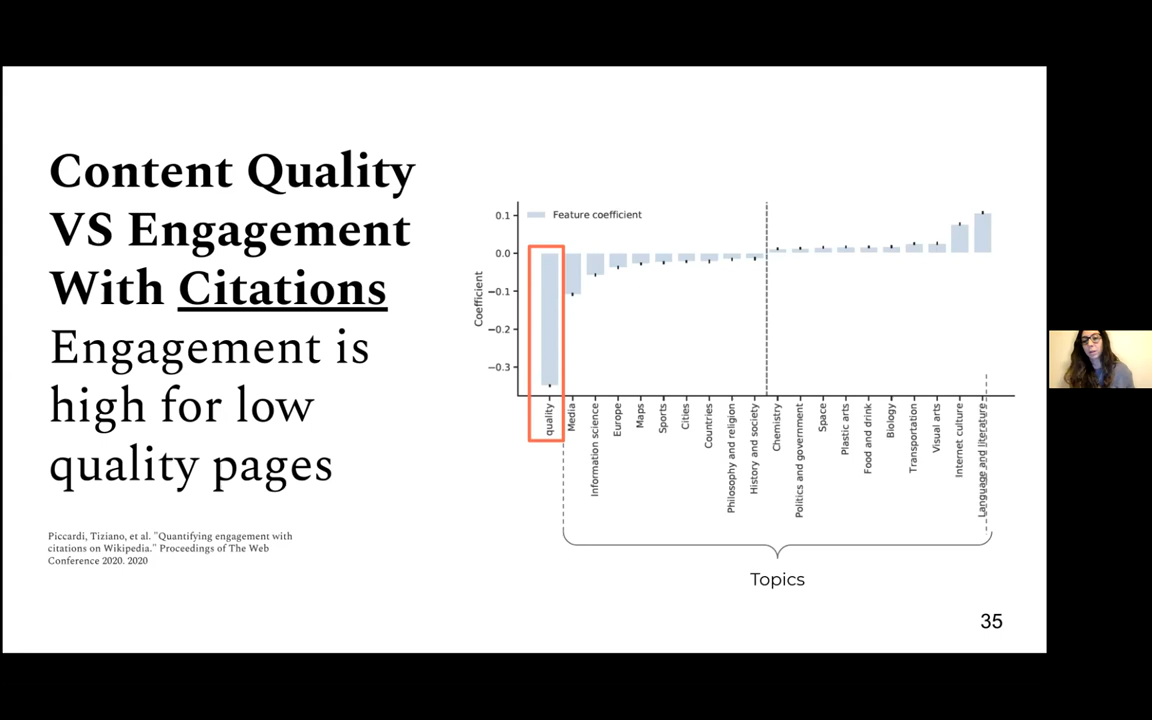 Content Quality
VS Engagement
With Citations
Engagement is
high for low
quality pages
Piccardi, Tiziano, et al. "Quantifying engagement with
citations on Wikipedia." Proceedings of The Web
Conference 2020. 2020
Feature coefficient
Coefficient
0.1
0.0
−0.1
−0.2
−0.3
quality
Media
Information science
Europe
Maps
Sports
Cities
Countries
Philosophy and religion
History and society
Chemistry
Politics and government
Space
Plastic arts
Food and drink
Biology
Transportation
Visual arts
Internet culture
Language and literature
Topics
35